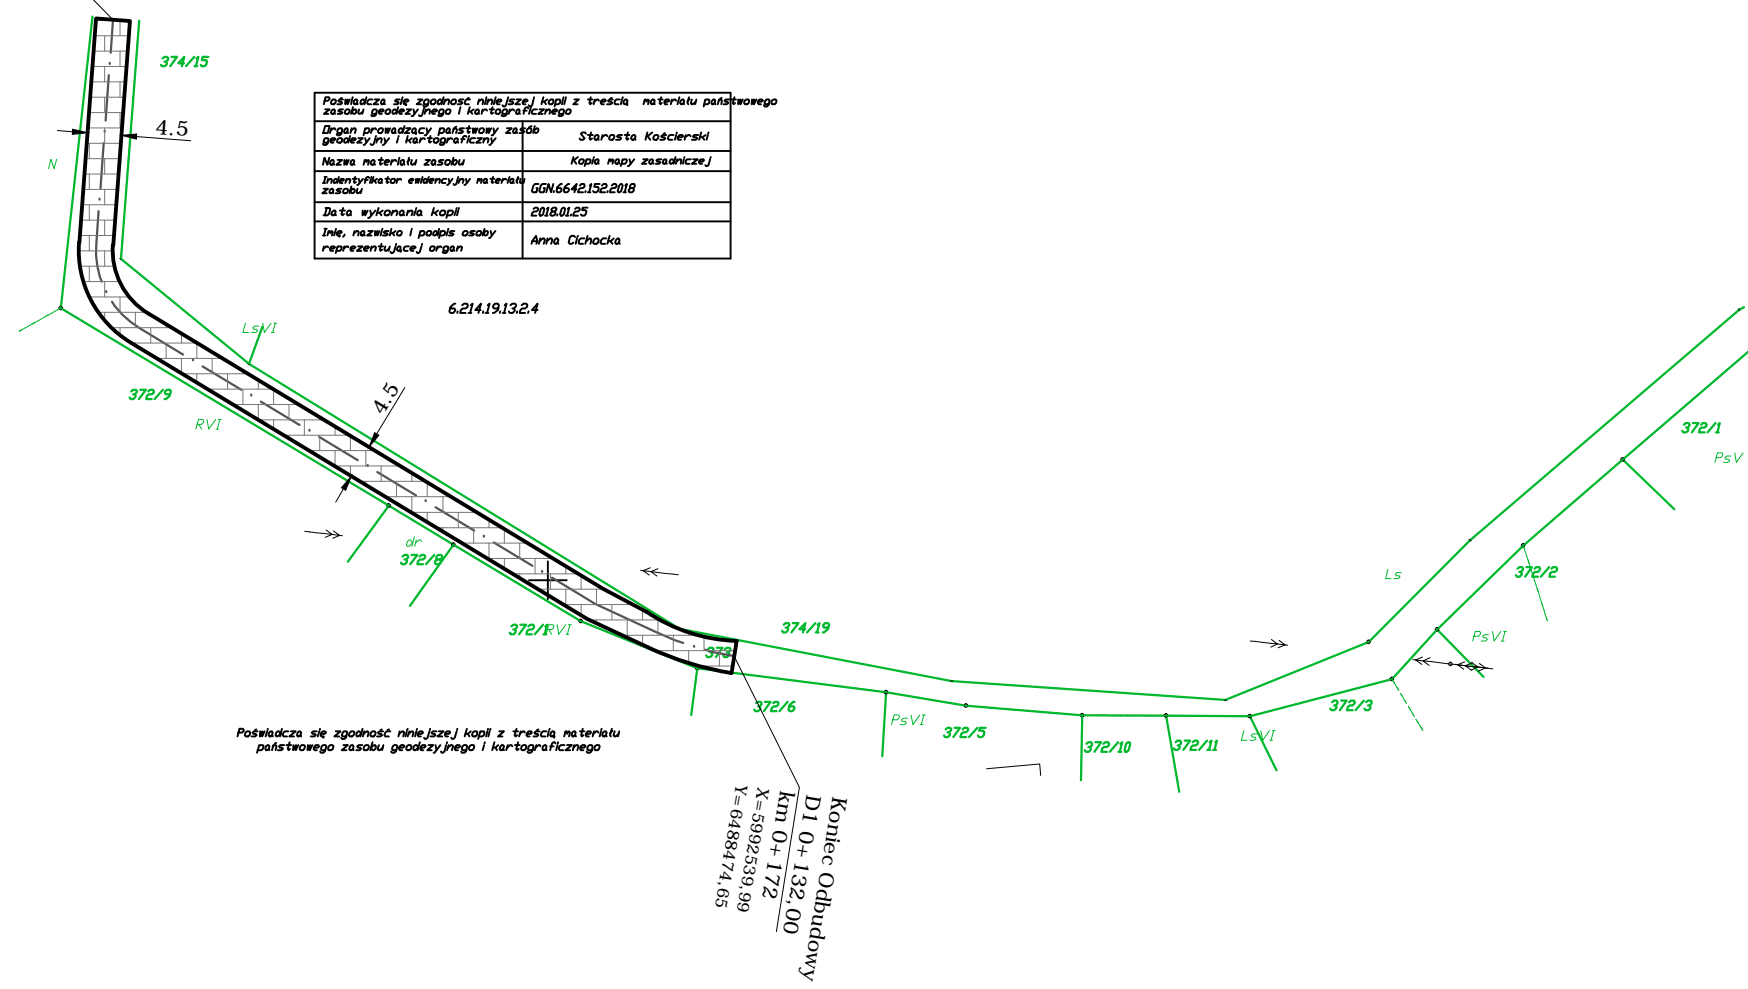 374/15
4.5
N
Poświadcza się zgodnosć niniejszej kopii z treścią materiału państwowego
zasobu geodezyjnego i kartograficznego
Organ prowadzący państwowy zasób
geodezyjny i kartograficzny
Starosta Kościerski
Nazwa materiału zasobu
Kopia mapy zasadniczej
Indentyfikator ewidencyjny materiału
zasobu
GGN.6642.152.2018
Data wykonania kopii
2018.01.25
Imię, nazwisko i podpis osoby
reprezentującej organ
Anna Cichocka
6.214.19.13.2.4
LsVI
372/9
RVI
4.5
372/1
PsV
dr
372/8
Ls
372/2
372/1
RVI
374/19
PsVI
373
372/6
PsVI
372/5
372/3
LsVI
372/10
372/11
Poświadcza się zgodność niniejszej kopii z treścią materiału
państwowego zasobu geodezyjnego i kartograficznego
Koniec Odbudowy
D1 0+132,00
km 0+172
X=5992539,99
Y=6488474,65